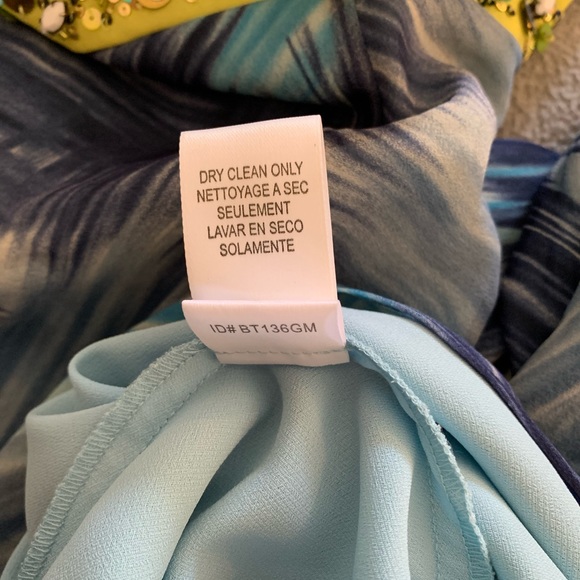 DRY CLEAN ONLY
NETTOYAGE A SEC
SEULEMENT
LAVAR EN SECO
SOLAMENTE
ID# BT136GM